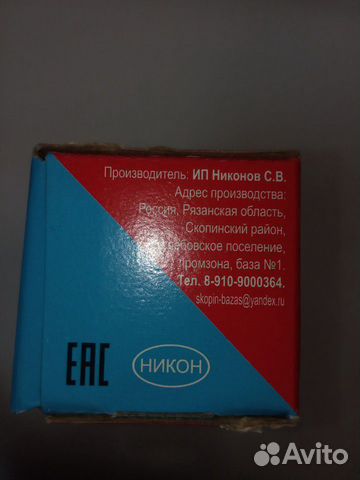 Производитель: ИП Никонов С.В.
Адрес производства:
Россия, Рязанская область,
Скопинский район,
поселение,
Промзона, база №1.
Тел. 8-910-9000364.
skopin-bazas@yandex.ru
ЕАС
НИКОН
Avito